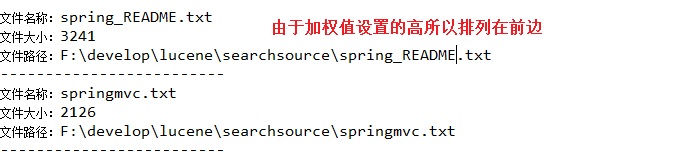 文件名称：spring_README.txt
由于加权值设置的高所以排列在前边
文件大小：3241
文件路径：F:\develop\lucene\searchsource\spring_README.txt
-------------------------
文件名称：springmvc.txt
文件大小：2126
文件路径：F:\develop\lucene\searchsource\springmvc.txt
-------------------------